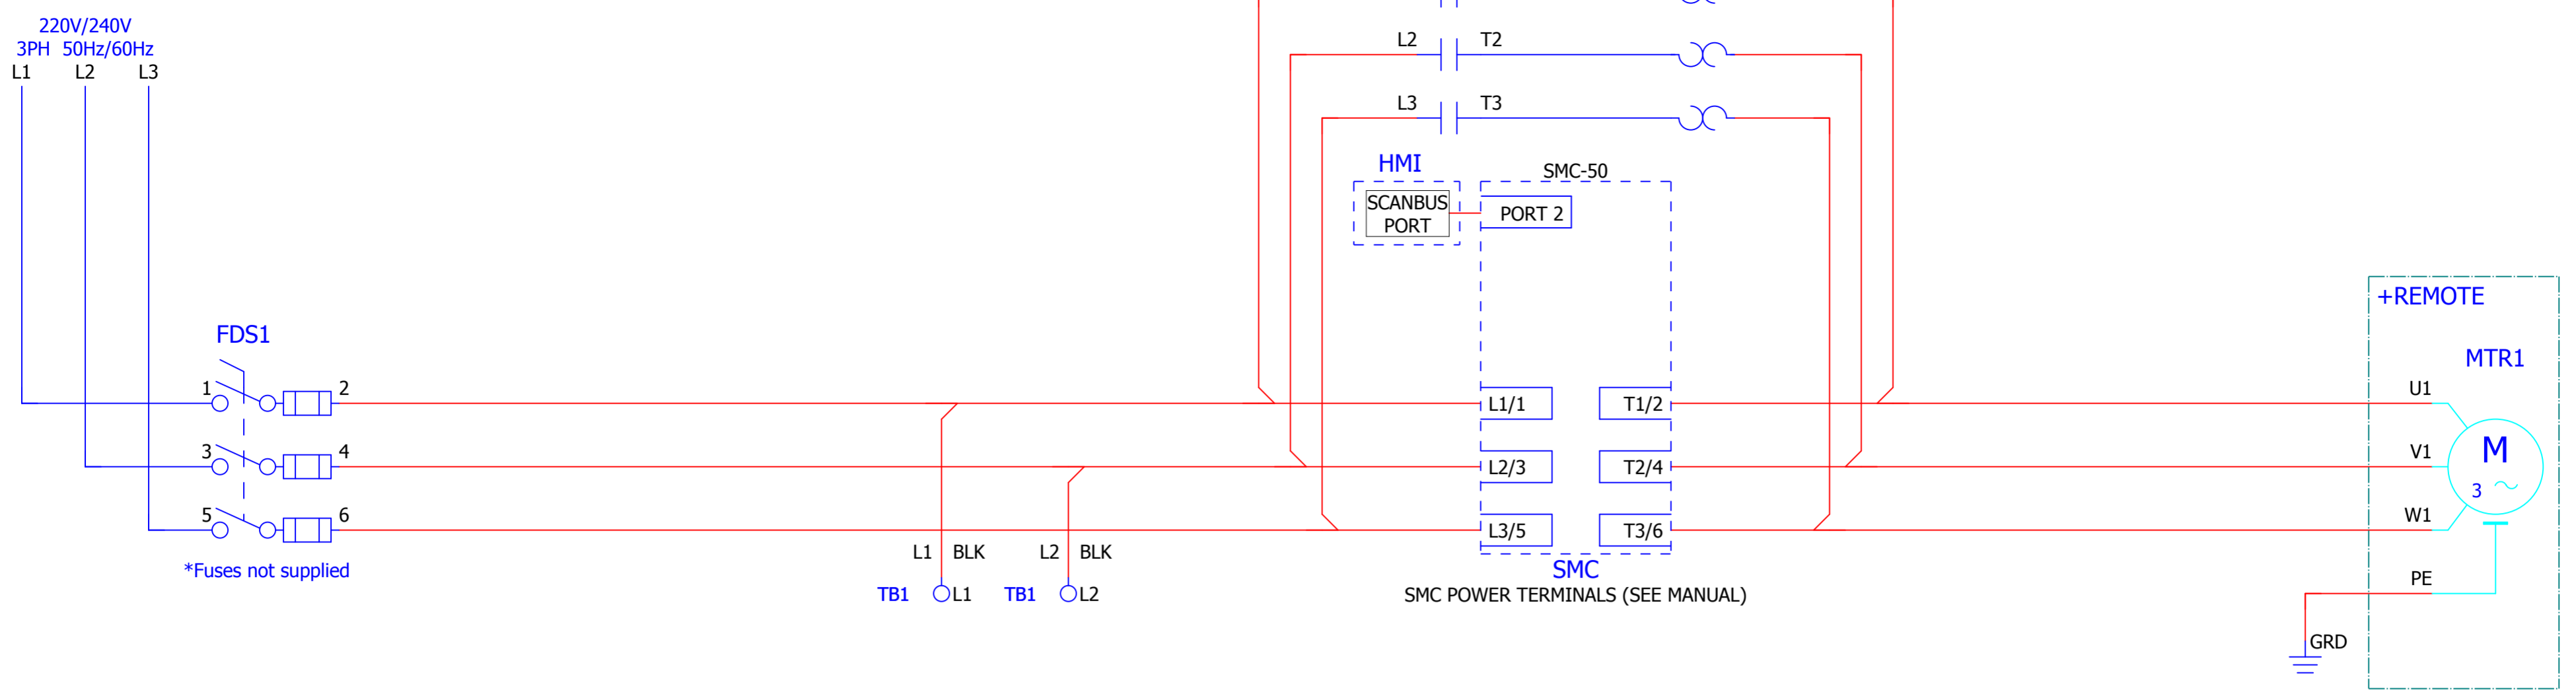 220V/240V
3PH 50Hz/60Hz
L1 L2 L3
L2 T2
L3 T3
HMI
SMC-50
SCANBUS
PORT
PORT 2
+REMOTE
FDS1
MTR1
1 2
L1/1 T1/2
U1
3 4
L2/3 T2/4
V1
M
3
5 6
L3/5 T3/6
W1
L1 BLK L2 BLK
*Fuses not supplied
SMC
PE
TB1 L1 TB1 L2
SMC POWER TERMINALS (SEE MANUAL)
GRD